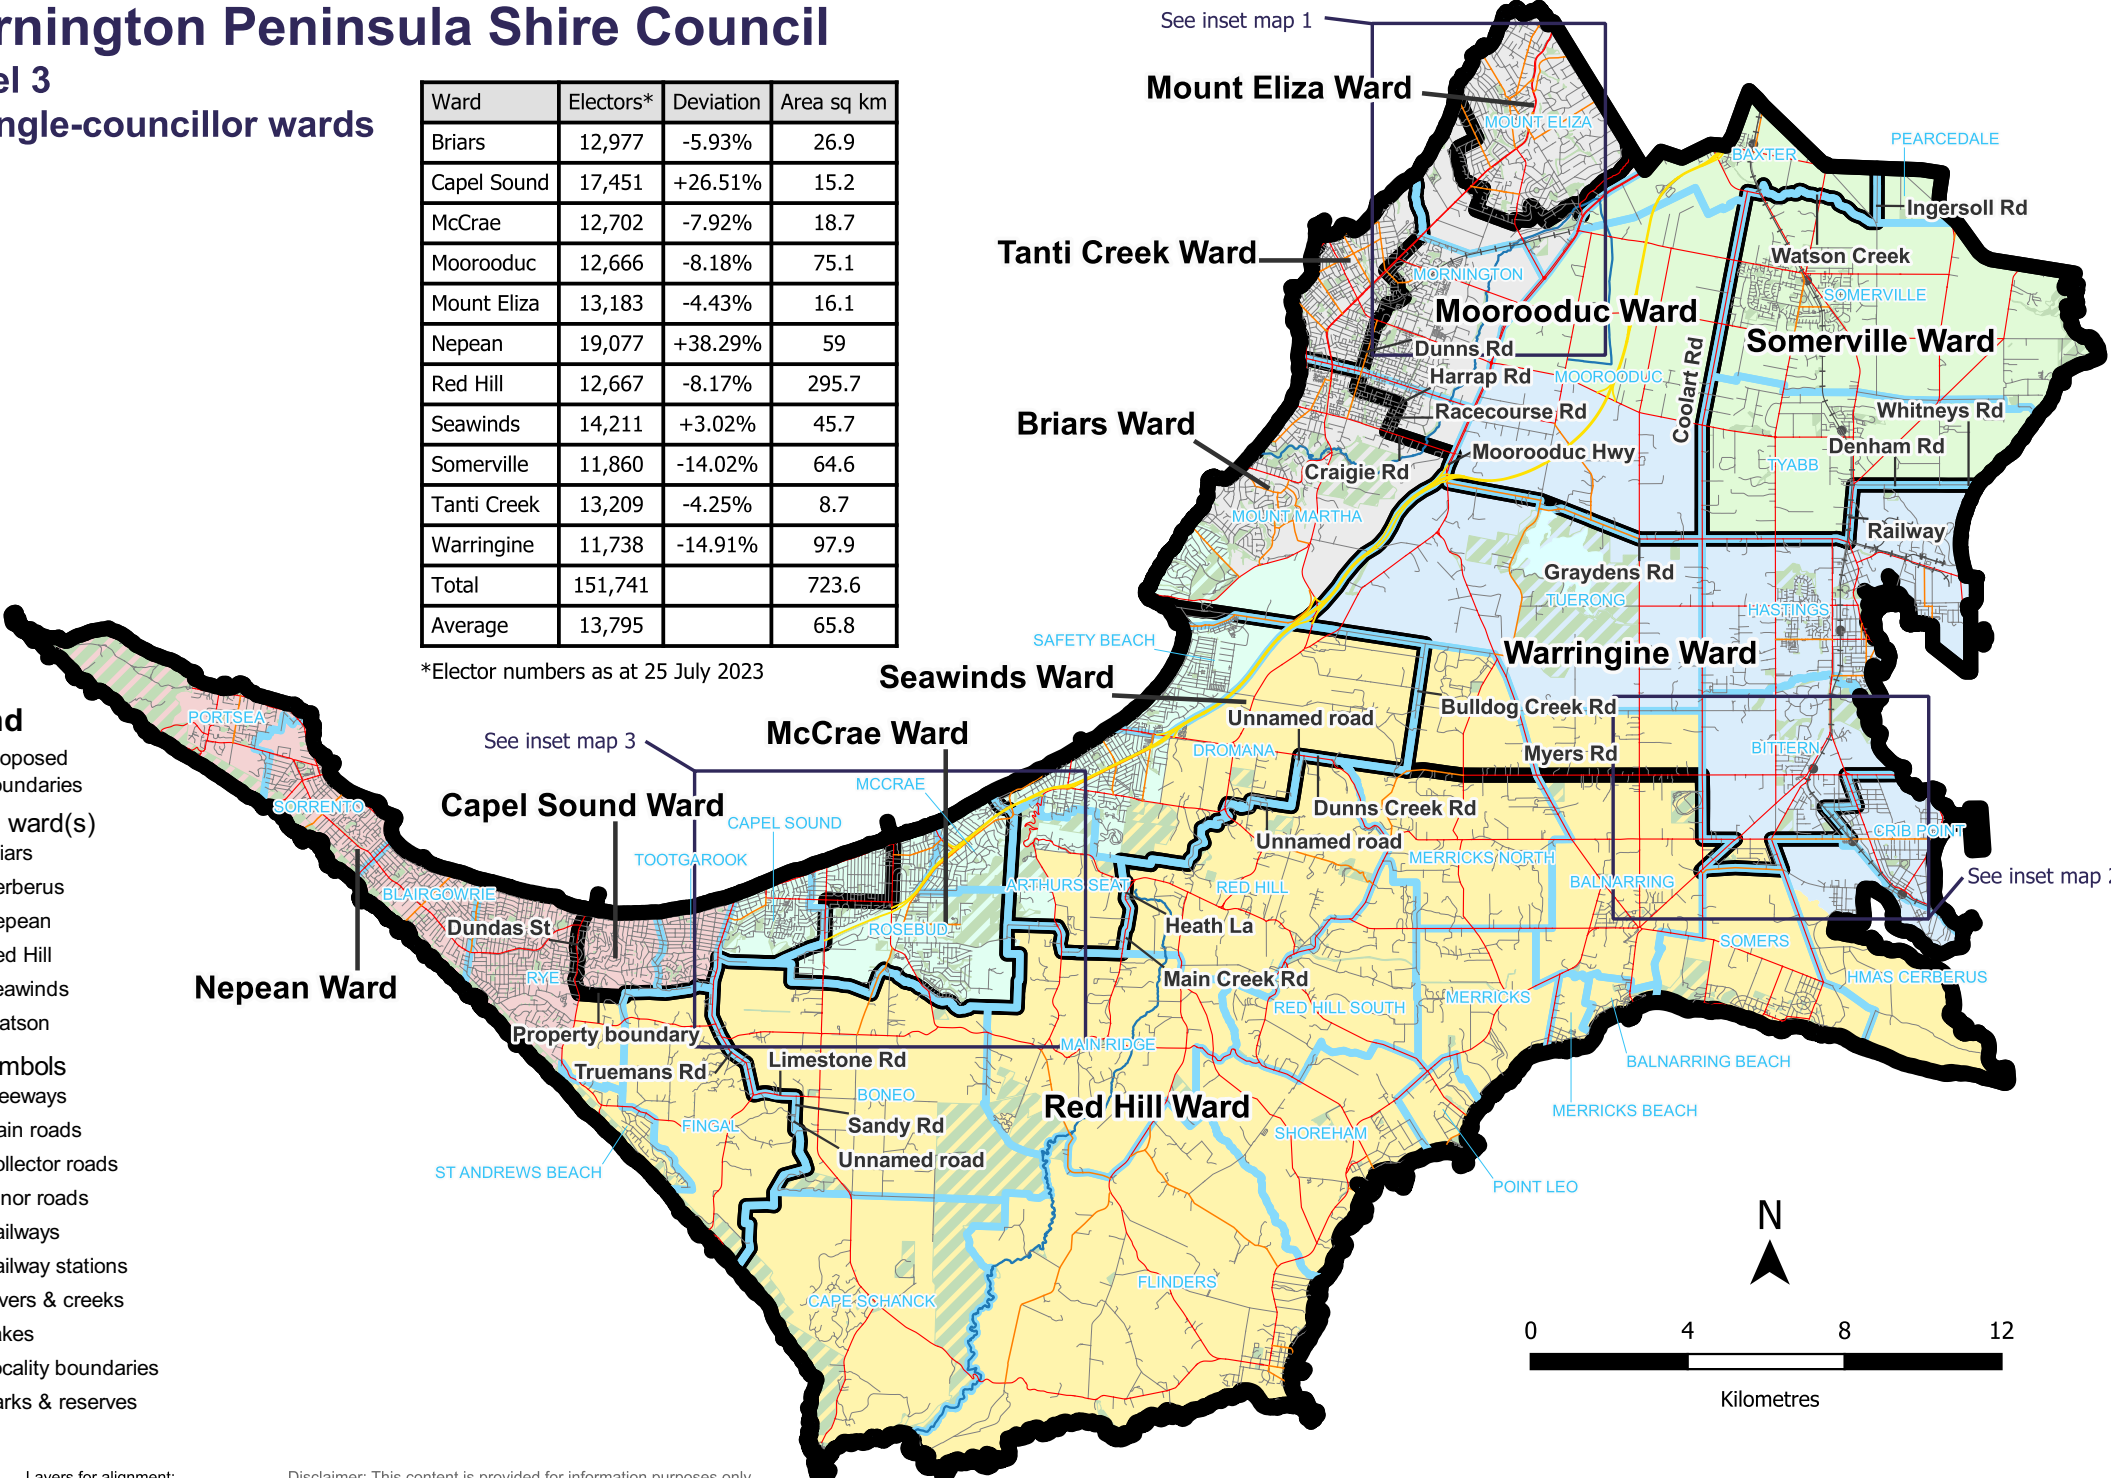 rnington Peninsula Shire Council
el 3
ngle-councillor wards
Ward Electors* Deviation Area sq km
Briars 12,977 -5.93% 26.9
Capel Sound 17,451 +26.51% 15.2
McCrae 12,702 -7.92% 18.7
Moorooduc 12,666 -8.18% 75.1
Mount Eliza 13,183 -4.43% 16.1
Nepean 19,077 +38.29% 59
Red Hill 12,667 -8.17% 295.7
Seawinds 14,211 +3.02% 45.7
Somerville 11,860 -14.02% 64.6
Tanti Creek 13,209 -4.25% 8.7
Warringine 11,738 -14.91% 97.9
Total 151,741 723.6
Average 13,795 65.8
*Elector numbers as at 25 July 2023
See inset map 1
Mount Eliza Ward
MOUNT ELIZA
PEARCEDALE
BAXTER
Ingersoll Rd
Tanti Creek Ward
Watson Creek
MORNINGTON
SOMERVILLE
Moorooduc Ward
Somerville Ward
Dunns Rd
Harrap Rd
MOOROODUC
Coolart Rd
Racecourse Rd
Whitneys Rd
Briars Ward
Moorooduc Hwy
Denham Rd
Craigie Rd
TYABB
MOUNT MARTHA
Railway
Graydens Rd
TUERONG
HASTINGS
SAFETY BEACH
Warringine Ward
Seawinds Ward
Bulldog Creek Rd
Unnamed road
McCrae Ward
See inset map 3
DROMANA
Myers Rd
BITTERN
MCCRAE
Capel Sound Ward
Dunns Creek Rd
CAPEL SOUND
CRIB POINT
Unnamed road
TOOTGAROOK
MERRICKS NORTH
See inset map 2
PORTSEA
SORRENTO
BLAIRGOWRIE
ARTHURS SEAT
RED HILL
BALNARRING
Dundas St
ROSEBUD
Heath La
SOMERS
RYE
Nepean Ward
Main Creek Rd
HMAS CERBERUS
RED HILL SOUTH
MERRICKS
Property boundary
MAIN RIDGE
Limestone Rd
BALNARRING BEACH
Truemans Rd
BONEO
Red Hill Ward
MERRICKS BEACH
FINGAL
Sandy Rd
SHOREHAM
Unnamed road
ST ANDREWS BEACH
POINT LEO
FLINDERS
CAPE SCHANCK
N
0 4 8 12
Kilometres
nd
oposed
oundaries
ward(s)
iars
erberus
epean
ed Hill
eawinds
atson
mbols
eeways
ain roads
ollector roads
nor roads
ailways
ailway stations
vers & creeks
akes
ocality boundaries
arks & reserves
Layers for alignment:
Disclaimer: This content is provided for information purposes only